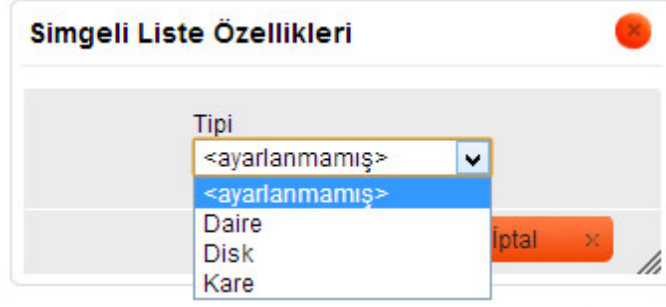 Simgeli Liste Özellikleri
Tipi
<ayarlanmamış>
<ayarlanmamış>
Daire
Disk
Kare
İptal